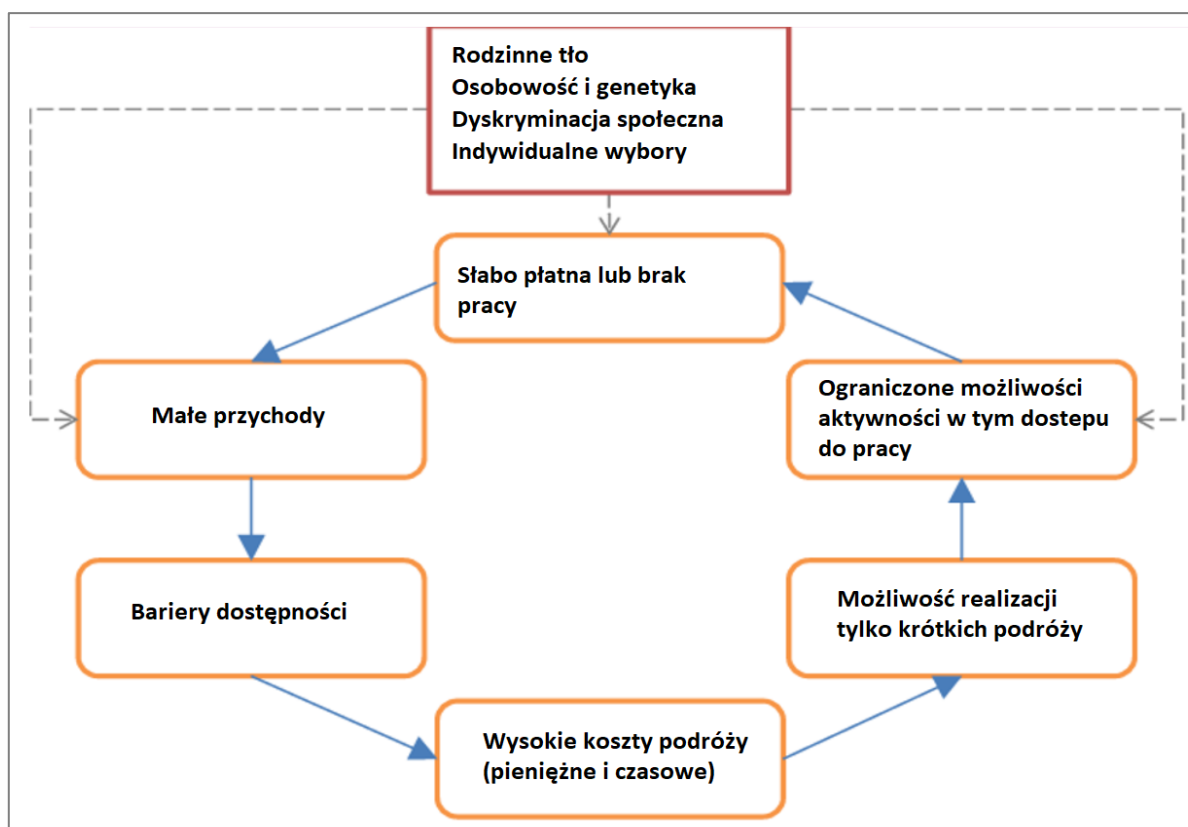 Rodzinne tło
Osobowość i genetyka
Dyskryminacja społeczna
Indywidualne wybory
Słabo płatna lub brak
pracy
Małe przychody
Ograniczone możliwości
aktywności w tym dostepu
do pracy
Bariery dostępności
Możliwość realizacji
tylko krótkich podróży
Wysokie koszty podróży
(pieniężne i czasowe)